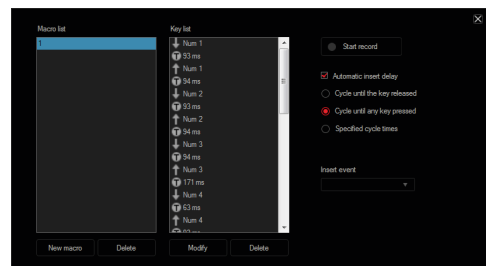 Macro list
1
New macro
Delete
Key list
Num 1
93 ms
Num 1
94 ms
Num 2
93 ms
Num 2
94 ms
Num 3
94 ms
Num 3
171 ms
Num 4
63 ms
Num 4
Modify
Delete
Start record
Automatic insert delay
Cycle until the key released
Cycle until any key pressed
Specified cycle times
Insert event